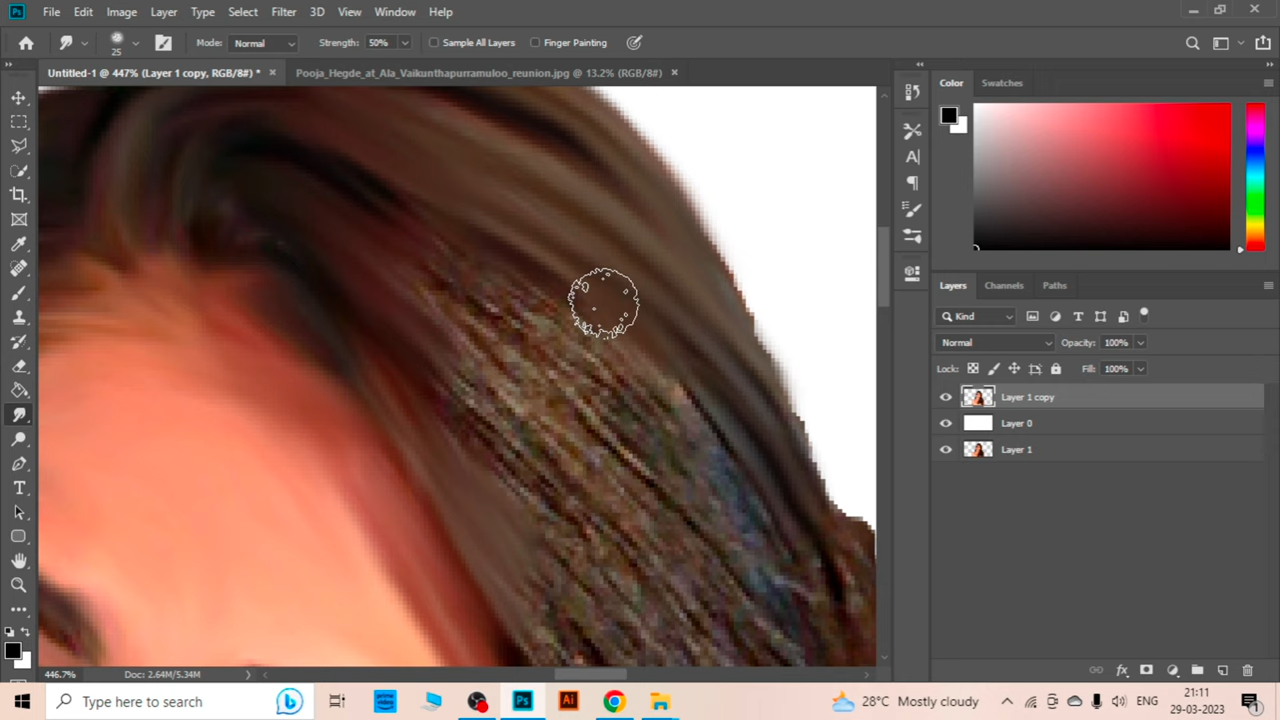 Ps File Edit Image Layer Type Select Filter 3D View Window Help
25 Mode: Normal Strength: 50% Sample All Layers Finger Painting
Untitled-1 @ 447% (Layer 1 copy, RGB/8#) * Pooja_Hegde_at_Ala_Vaikunthapurramuloo_reunion.jpg @ 13.2% (RGB/8#)
Color Swatches
Layers Channels Paths
Kind
Normal Opacity: 100%
Lock: Fill: 100%
Layer 1 copy
Layer 0
Layer 1
446.7% Doc: 2.64M/5.34M
Type here to search Ps Ai 28°C Mostly cloudy ENG 21:11
29-03-2023 1